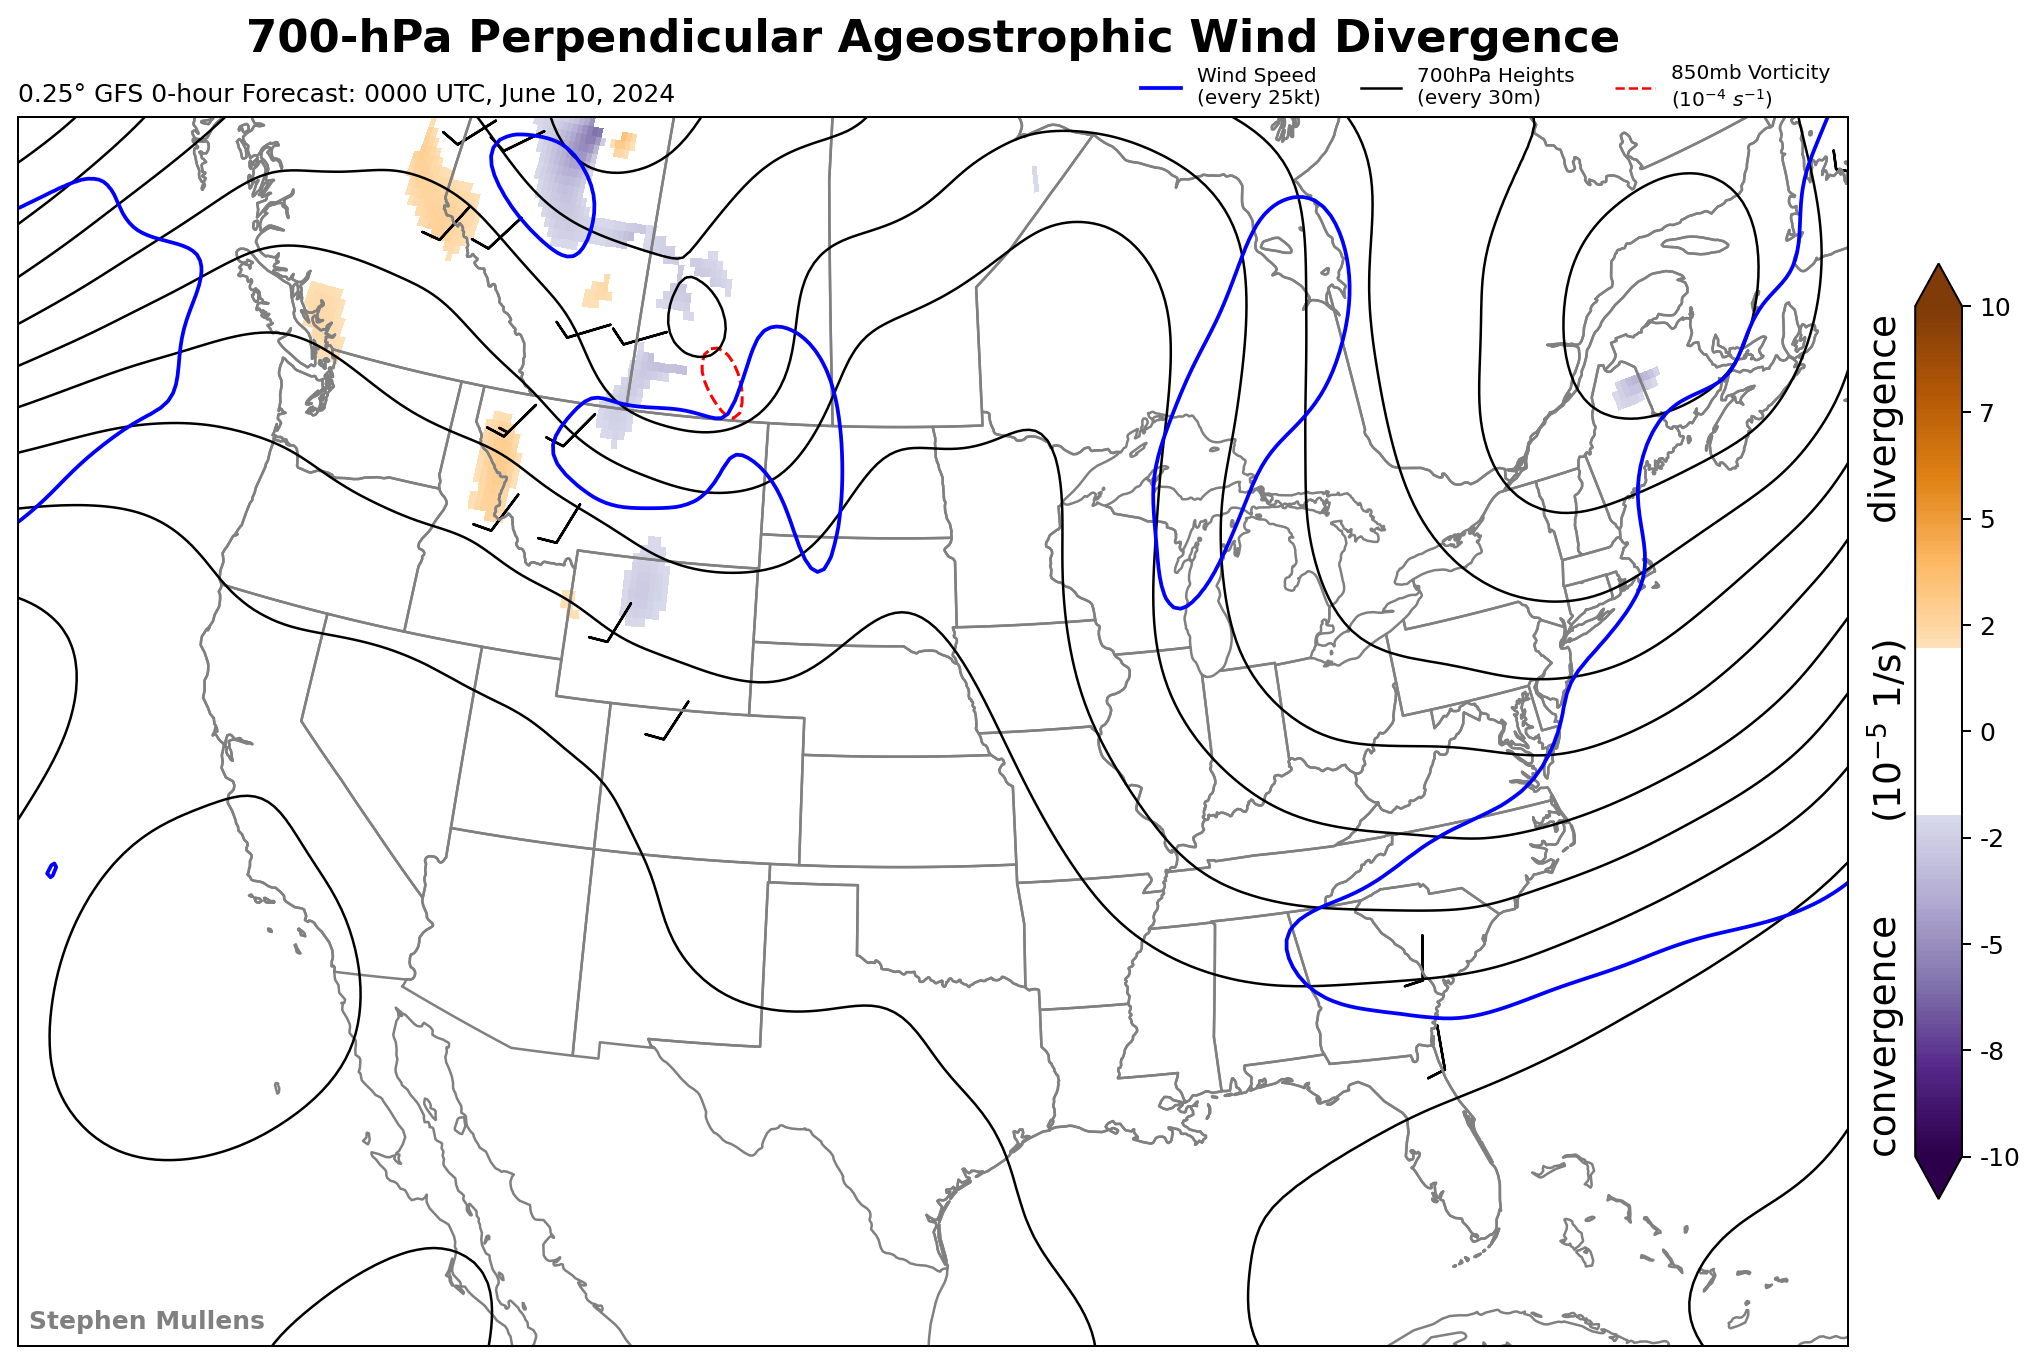 700-hPa Perpendicular Ageostrophic Wind Divergence
0.25° GFS 0-hour Forecast: 0000 UTC, June 10, 2024
Wind Speed
(every 25kt)
700hPa Heights
(every 30m)
850mb Vorticity
(10⁻⁴ s⁻¹)
10
7
5
2
0
-2
-5
-8
-10
convergence (10⁻⁵ 1/s) divergence
Stephen Mullens